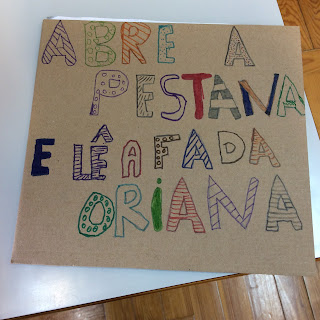 ABRE A
PESTANA
E LÊ A FADA
ORIANA